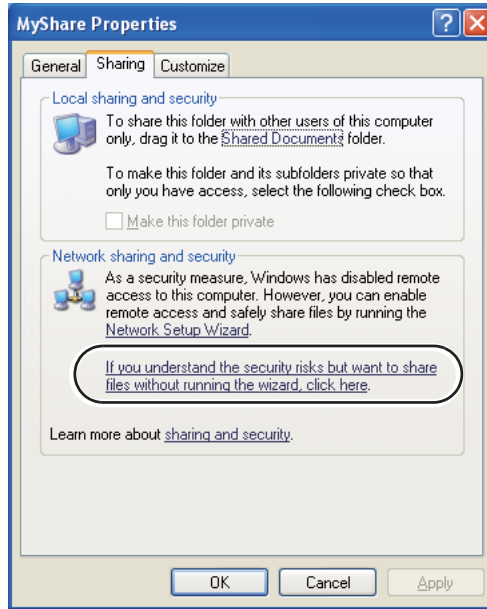 MyShare Properties
General Sharing Customize
Local sharing and security
To share this folder with other users of this computer
only, drag it to the Shared Documents folder.
To make this folder and its subfolders private so that
only you have access, select the following check box.
Make this folder private
Network sharing and security
As a security measure, Windows has disabled remote
access to this computer. However, you can enable
remote access and safely share files by running the
Network Setup Wizard.
If you understand the security risks but want to share
files without running the wizard, click here.
Learn more about sharing and security.
OK Cancel Apply